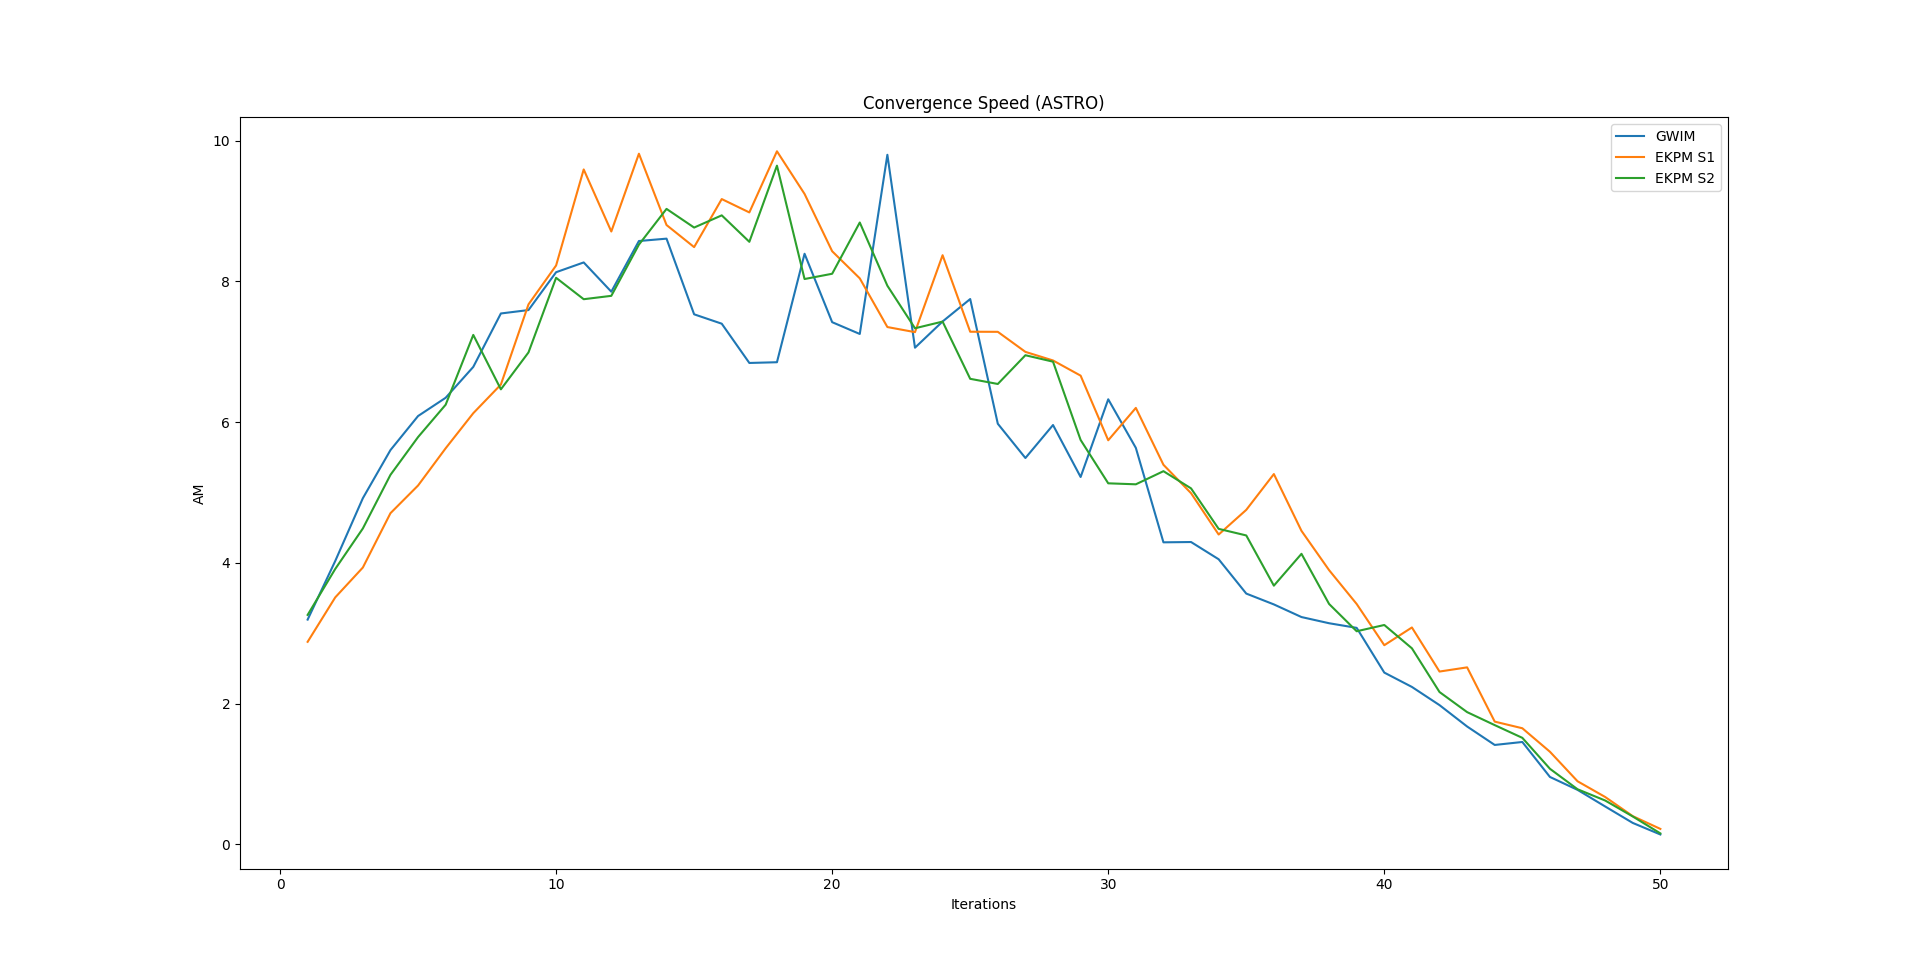 Convergence Speed (ASTRO)
GWIM
EKPM S1
EKPM S2
10
8
6
4
2
0
AM
0 10 20 30 40 50
Iterations